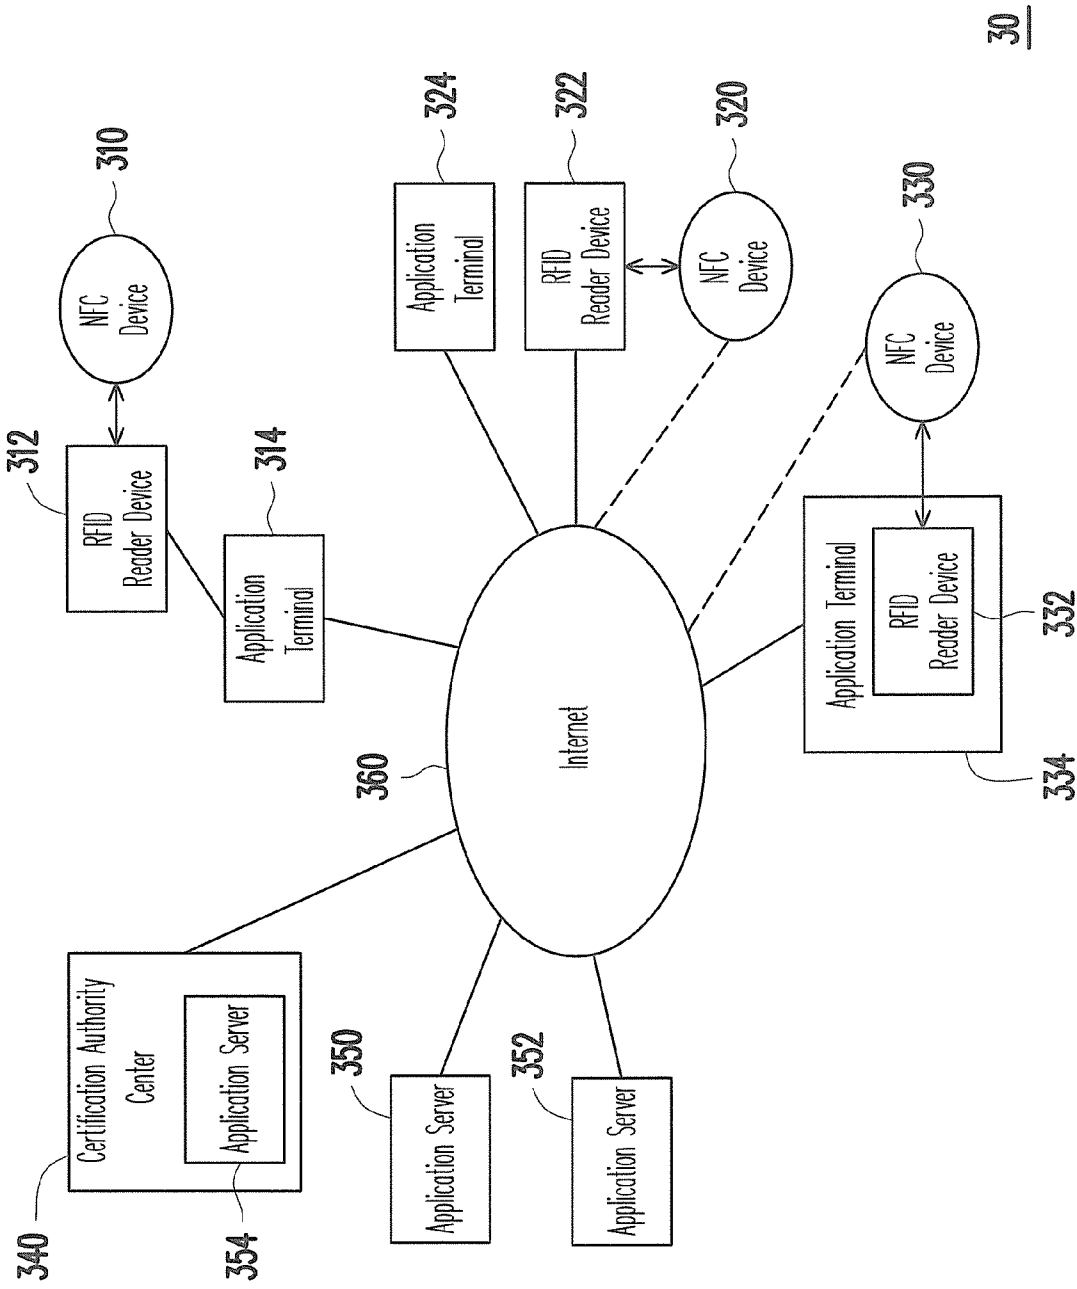 340
Certification Authority
Center
Application Server
354
350
Application Server
352
Application Server
360
Internet
312
RFID
Reader Device
NFC
Device
310
314
Application
Terminal
Application
Terminal
324
RFID
Reader Device
322
NFC
Device
320
NFC
Device
330
Application Terminal
RFID
Reader Device
332
334
30